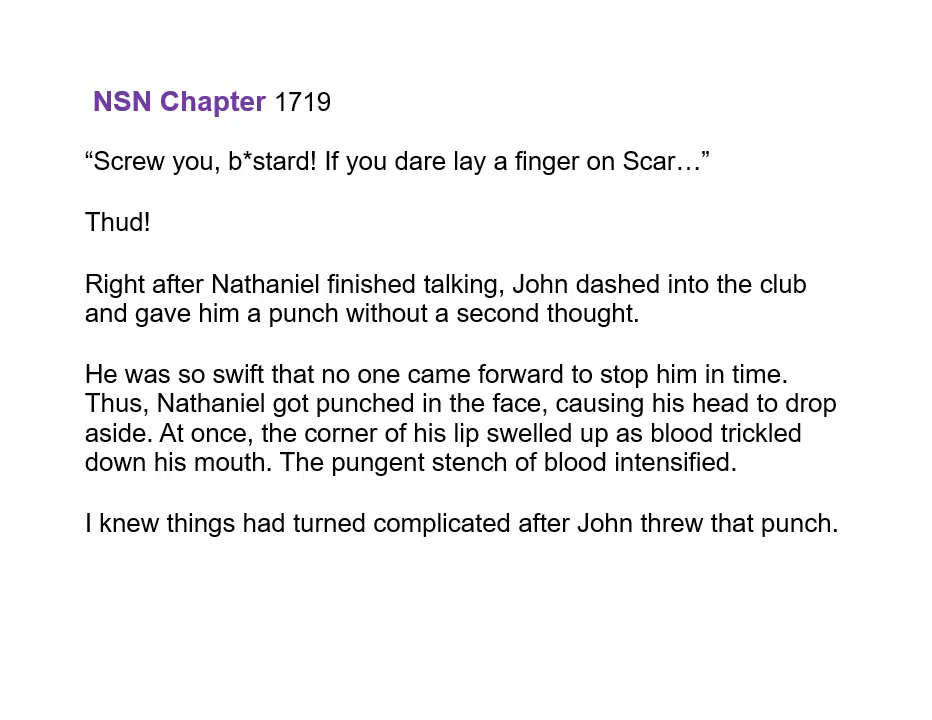 NSN Chapter 1719
“Screw you, b*stard! If you dare lay a finger on Scar…”
Thud!
Right after Nathaniel finished talking, John dashed into the club
and gave him a punch without a second thought.
He was so swift that no one came forward to stop him in time.
Thus, Nathaniel got punched in the face, causing his head to drop
aside. At once, the corner of his lip swelled up as blood trickled
down his mouth. The pungent stench of blood intensified.
I knew things had turned complicated after John threw that punch.